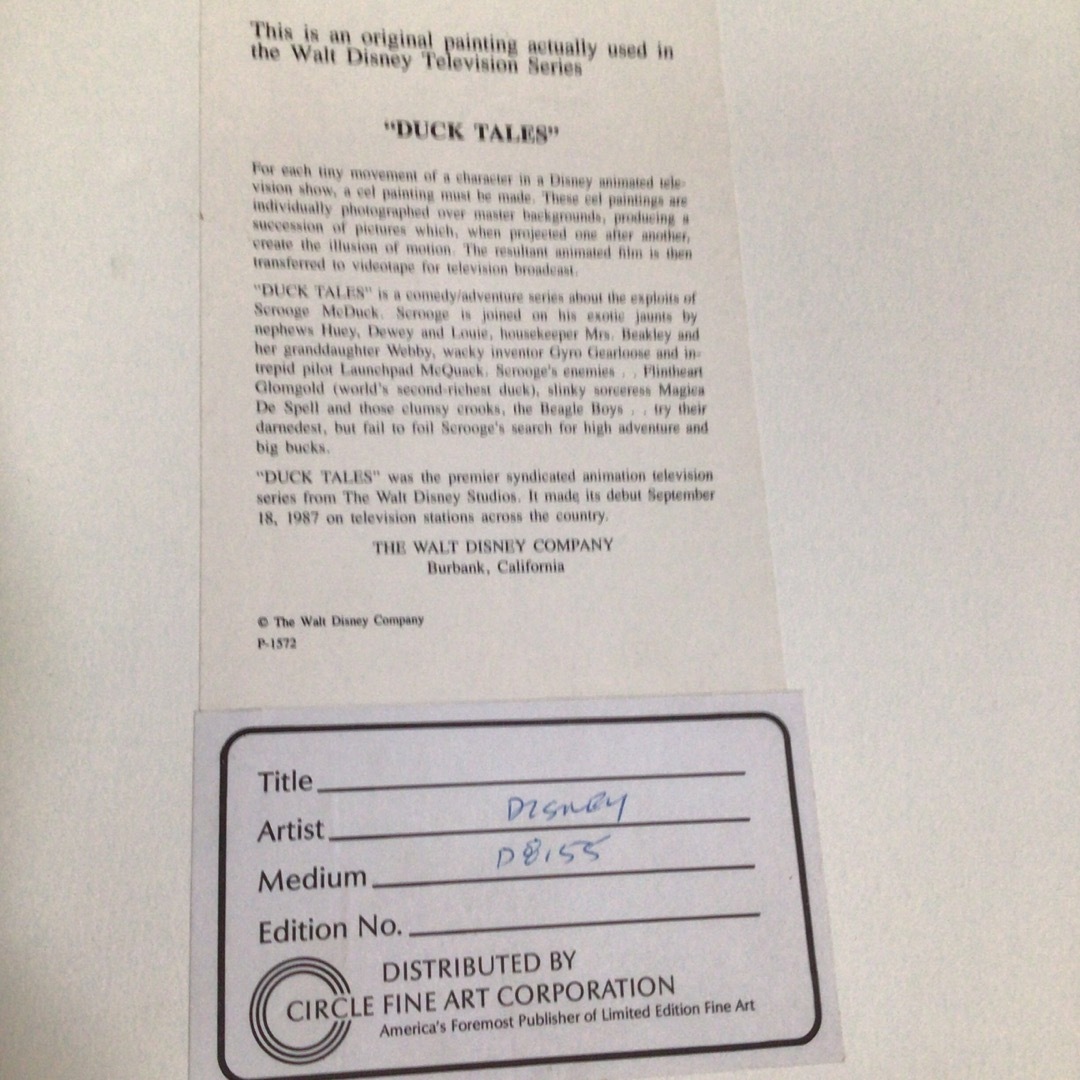 This is an original painting actually used in
the Walt Disney Television Series
"DUCK TALES"
For each tiny movement of a character in a Disney animated tele-
vision show, a cel painting must be made. These cel paintings are
individually photographed over master backgrounds, producing a
succession of pictures which, when projected one after another,
create the illusion of motion. The resultant animated film is then
transferred to videotape for television broadcast.
"DUCK TALES" is a comedy/adventure series about the exploits of
Scrooge McDuck. Scrooge is joined on his exotic jaunts by
nephews Huey, Dewey and Louie, housekeeper Mrs. Beakley and
her granddaughter Webby, wacky inventor Gyro Gearloose and in-
trepid pilot Launchpad McQuack. Scrooge's enemies . . Flintheart
Glomgold (world's second-richest duck), slinky sorceress Magica
De Spell and those clumsy crooks, the Beagle Boys . . try their
darnedest, but fail to foil Scrooge's search for high adventure and
big bucks.
"DUCK TALES" was the premier syndicated animation television
series from The Walt Disney Studios. It made its debut September
18, 1987 on television stations across the country.
THE WALT DISNEY COMPANY
Burbank, California
© The Walt Disney Company
P-1572
Title
Artist DISNEY
Medium D8155
Edition No.
DISTRIBUTED BY
CIRCLE FINE ART CORPORATION
America's Foremost Publisher of Limited Edition Fine Art